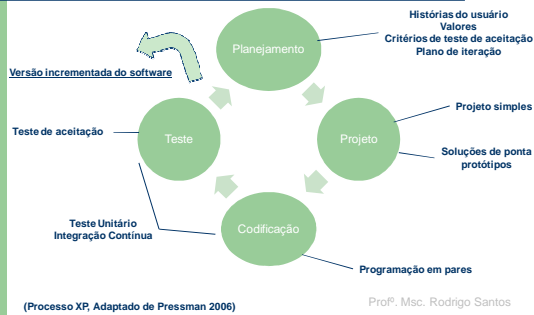 Histórias do usuário
Valores
Critérios de teste de aceitação
Plano de iteração
Planejamento
Versão incrementada do software
Projeto simples
Teste de aceitação
Teste
Projeto
Soluções de ponta
protótipos
Teste Unitário
Integração Contínua
Codificação
Programação em pares
(Processo XP, Adaptado de Pressman 2006)
Profº. Msc. Rodrigo Santos